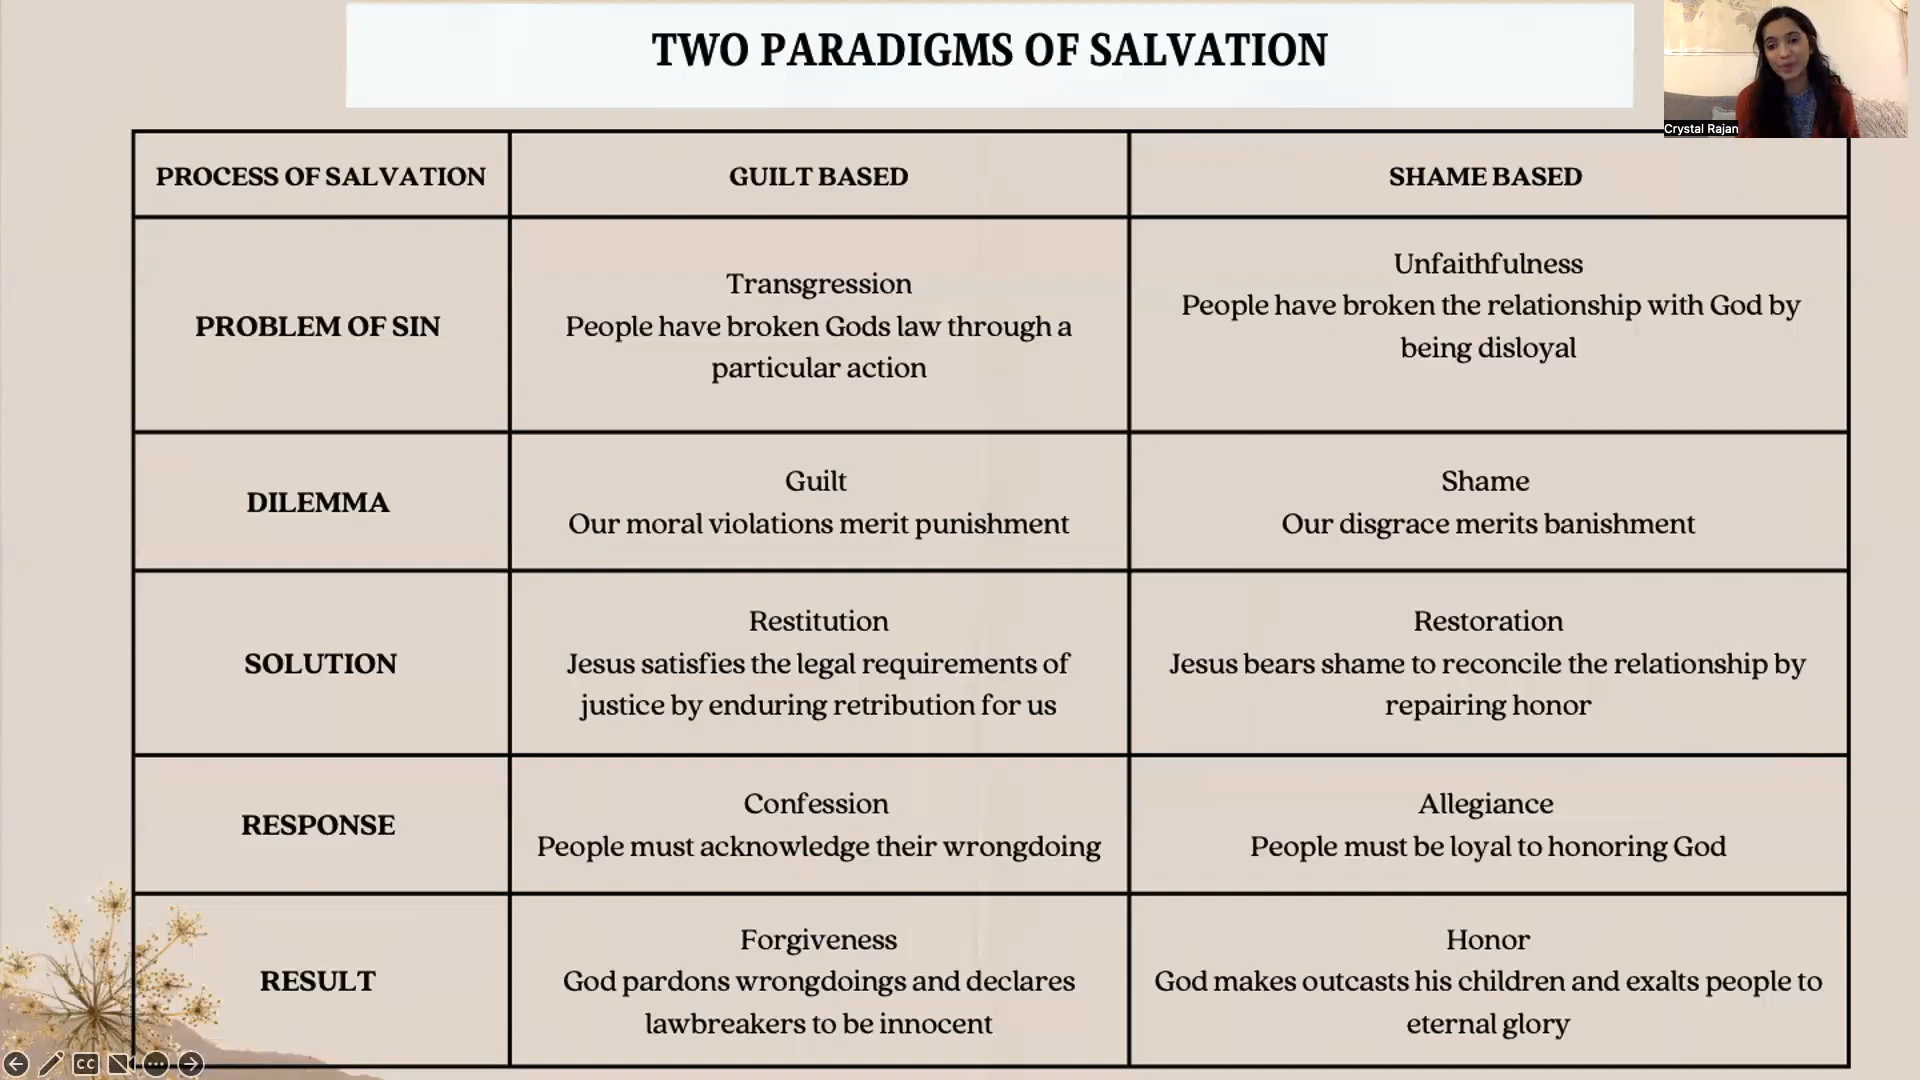 TWO PARADIGMS OF SALVATION
Crystal Rajan
PROCESS OF SALVATION
GUILT BASED
SHAME BASED
PROBLEM OF SIN
Transgression
People have broken Gods law through a
particular action
Unfaithfulness
People have broken the relationship with God by
being disloyal
DILEMMA
Guilt
Our moral violations merit punishment
Shame
Our disgrace merits banishment
SOLUTION
Restitution
Jesus satisfies the legal requirements of
justice by enduring retribution for us
Restoration
Jesus bears shame to reconcile the relationship by
repairing honor
RESPONSE
Confession
People must acknowledge their wrongdoing
Allegiance
People must be loyal to honoring God
RESULT
Forgiveness
God pardons wrongdoings and declares
lawbreakers to be innocent
Honor
God makes outcasts his children and exalts people to
eternal glory
CC